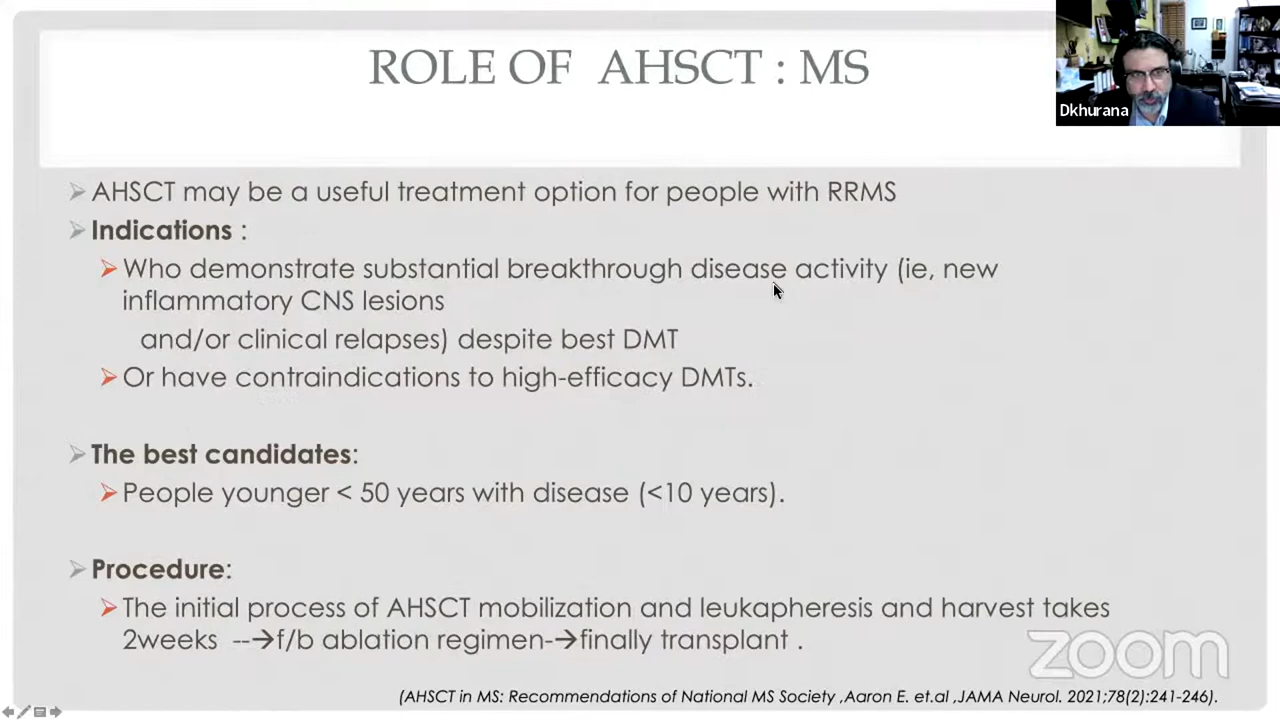 ROLE OF AHSCT : MS
Dkhurana
AHSCT may be a useful treatment option for people with RRMS
Indications :
Who demonstrate substantial breakthrough disease activity (ie, new
inflammatory CNS lesions
and/or clinical relapses) despite best DMT
Or have contraindications to high-efficacy DMTs.
The best candidates:
People younger < 50 years with disease (<10 years).
Procedure:
The initial process of AHSCT mobilization and leukapheresis and harvest takes
2weeks --→f/b ablation regimen-→finally transplant .
zoom
(AHSCT in MS: Recommendations of National MS Society ,Aaron E. et.al ,JAMA Neurol. 2021;78(2):241-246).